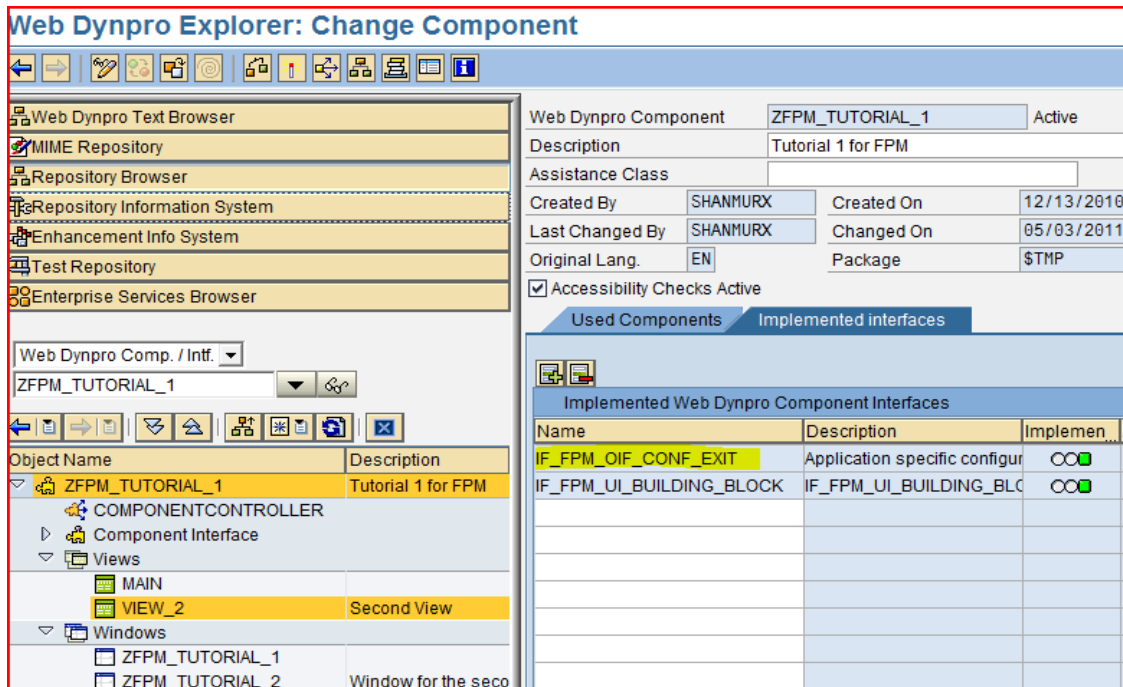 Web Dynpro Explorer: Change Component
Web Dynpro Text Browser
MIME Repository
Repository Browser
Repository Information System
Enhancement Info System
Test Repository
Enterprise Services Browser
Web Dynpro Comp. / Intf.
ZFPM_TUTORIAL_1
Object Name Description
ZFPM_TUTORIAL_1 Tutorial 1 for FPM
COMPONENTCONTROLLER
Component Interface
Views
MAIN
VIEW_2 Second View
Windows
ZFPM_TUTORIAL_1
ZFPM_TUTORIAL_2 Window for the seco
Web Dynpro Component ZFPM_TUTORIAL_1 Active
Description Tutorial 1 for FPM
Assistance Class
Created By SHANMURX Created On 12/13/2010
Last Changed By SHANMURX Changed On 05/03/2011
Original Lang. EN Package $TMP
Accessibility Checks Active
Used Components Implemented interfaces
Implemented Web Dynpro Component Interfaces
Name Description Implemen...
IF_FPM_OIF_CONF_EXIT Application specific configur
IF_FPM_UI_BUILDING_BLOCK IF_FPM_UI_BUILDING_BLC